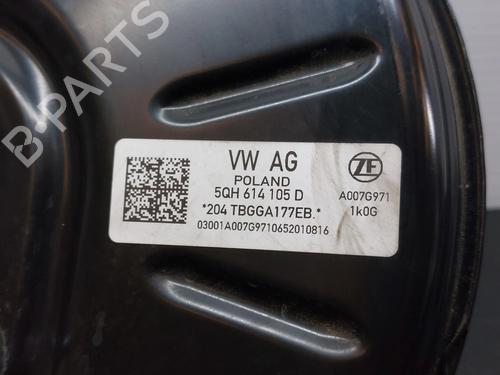 B-PARTS
VW AG
POLAND
5QH 614 105 D
*204 TBGGA177EB.*
03001A007G9710652010816
ZF
A007G971
1k0G